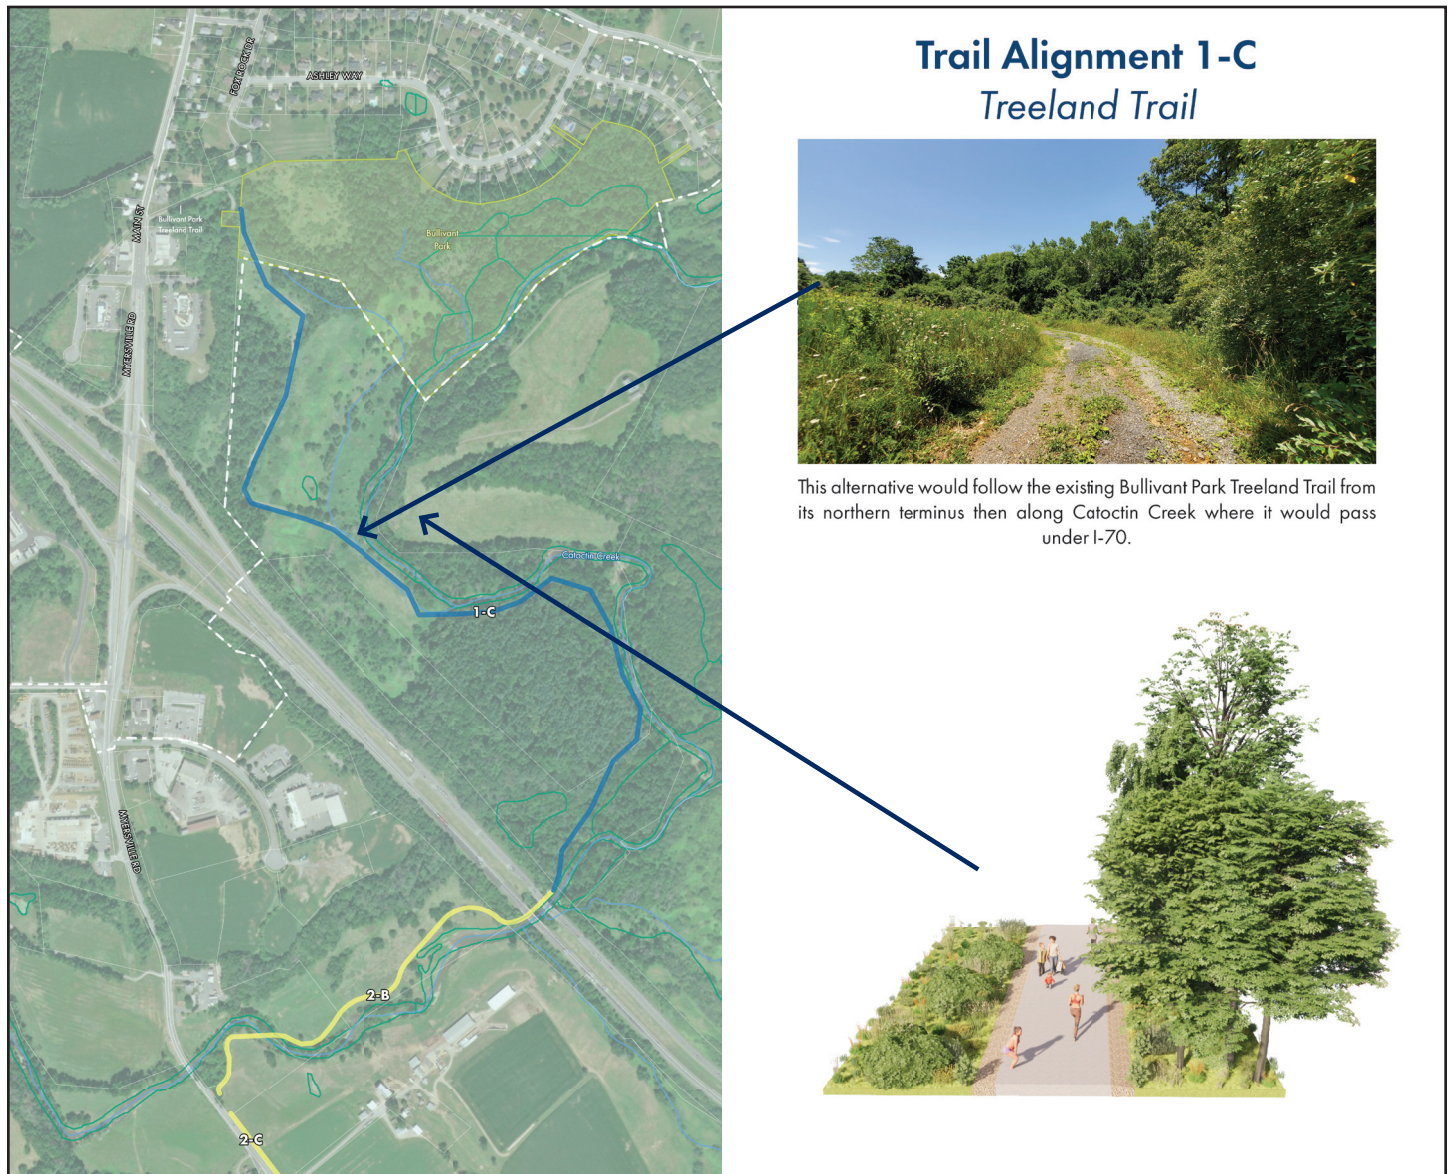 Trail Alignment 1-C
Treeland Trail
This alternative would follow the existing Bullivant Park Treeland Trail from
its northern terminus then along Catoctin Creek where it would pass
under I-70.
FOX ROCK DR
ASHLEY WAY
MAIN ST
Bullivant Park
Treeland Trail
Bullivant
Park
MYERSVILLE RD
Catoctin Creek
1-C
MYERSVILLE RD
2-B
2-C